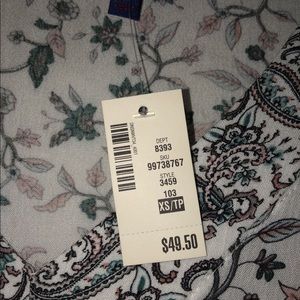 DEPT
8393
SKU
99738767
STYLE
3459
103
XS/TP
$49.50